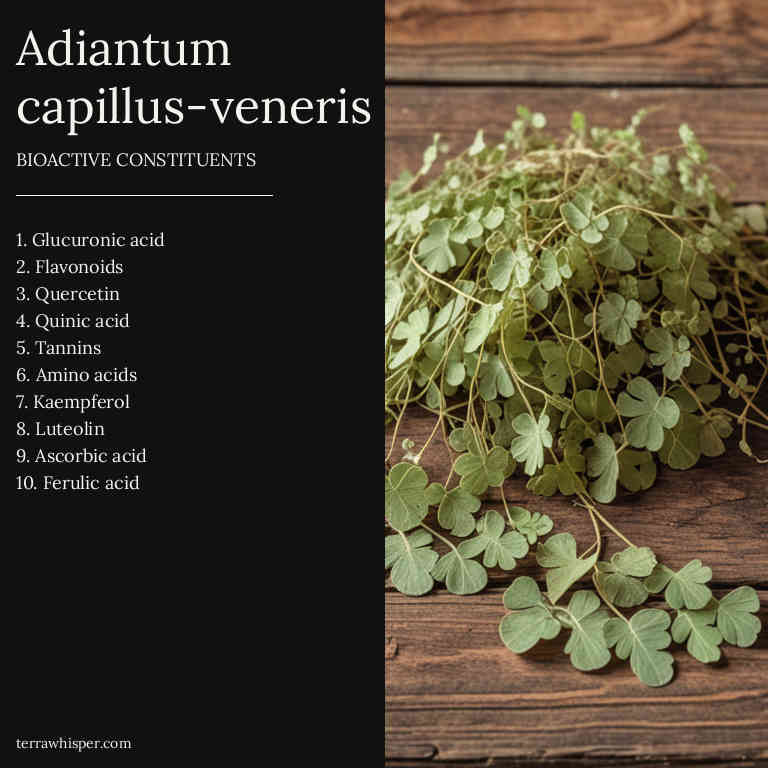 Adiantum
capillus-veneris
BIOACTIVE CONSTITUENTS
1. Glucuronic acid
2. Flavonoids
3. Quercetin
4. Quinic acid
5. Tannins
6. Amino acids
7. Kaempferol
8. Luteolin
9. Ascorbic acid
10. Ferulic acid
terrawhisper.com